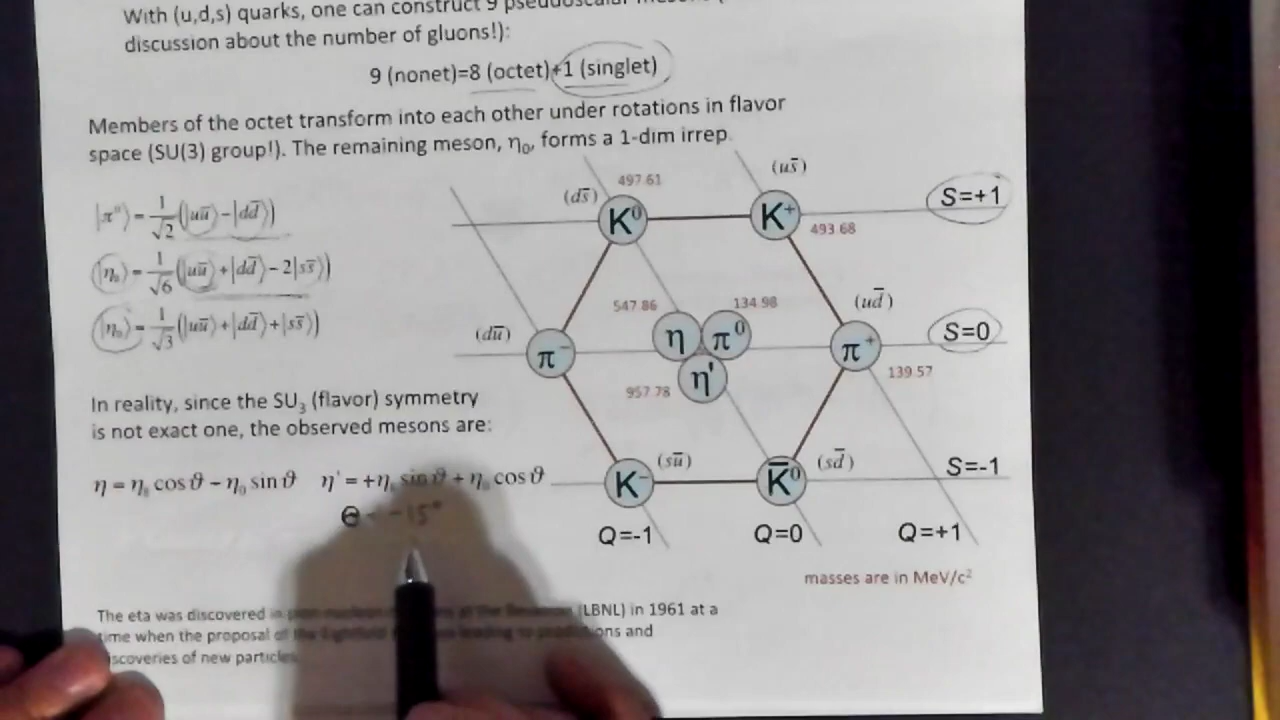 With (u,d,s) quarks, one can construct 9 pseudoscalar
discussion about the number of gluons!):
9 (nonet)=8 (octet)+1 (singlet)
Members of the octet transform into each other under rotations in flavor
space (SU(3) group!). The remaining meson, η₀, forms a 1-dim irrep.
|π⁰⟩ = 1/√2 (|uū⟩ - |dd̄⟩)
|η₈⟩ = 1/√6 (|uū⟩ + |dd̄⟩ - 2|ss̄⟩)
|η₀⟩ = 1/√3 (|uū⟩ + |dd̄⟩ + |ss̄⟩)
In reality, since the SU₃ (flavor) symmetry
is not exact one, the observed mesons are:
η = η₈ cos ϑ - η₀ sin ϑ η' = +η₈ sin ϑ + η₀ cos ϑ
-15°
(us̄)
(ds̄) 497.61
K⁰ K⁺ S=+1
493.68
547.86 134.98 (ud̄)
(dū) η π⁰ S=0
π⁻ π⁺
957.78 η' 139.57
(sū) (sd̄) S=-1
K⁻ K̄⁰
Q=-1 Q=0 Q=+1
masses are in MeV/c²
The eta was discovered in (LBNL) in 1961 at a
time when the proposal of the leading to and
discoveries of new particles